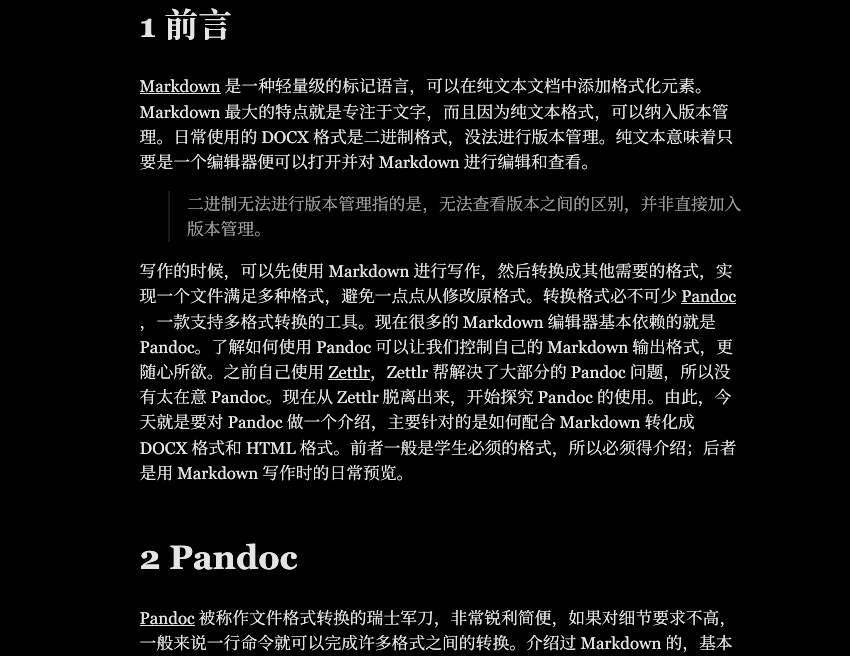 1 前言
Markdown 是一种轻量级的标记语言，可以在纯文本文档中添加格式化元素。
Markdown 最大的特点就是专注于文字，而且因为纯文本格式，可以纳入版本管
理。日常使用的 DOCX 格式是二进制格式，没法进行版本管理。纯文本意味着只
要是一个编辑器便可以打开并对 Markdown 进行编辑和查看。
二进制无法进行版本管理指的是，无法查看版本之间的区别，并非直接加入
版本管理。
写作的时候，可以先使用 Markdown 进行写作，然后转换成其他需要的格式，实
现一个文件满足多种格式，避免一点点从修改原格式。转换格式必不可少 Pandoc
，一款支持多格式转换的工具。现在很多的 Markdown 编辑器基本依赖的就是
Pandoc。了解如何使用 Pandoc 可以让我们控制自己的 Markdown 输出格式，更
随心所欲。之前自己使用 Zettlr，Zettlr 帮解决了大部分的 Pandoc 问题，所以没
有太在意 Pandoc。现在从 Zettlr 脱离出来，开始探究 Pandoc 的使用。由此，今
天就是要对 Pandoc 做一个介绍，主要针对的是如何配合 Markdown 转化成
DOCX 格式和 HTML 格式。前者一般是学生必须的格式，所以必须得介绍；后者
是用 Markdown 写作时的日常预览。
2 Pandoc
Pandoc 被称作文件格式转换的瑞士军刀，非常锐利简便，如果对细节要求不高，
一般来说一行命令就可以完成许多格式之间的转换。介绍过 Markdown 的，基本